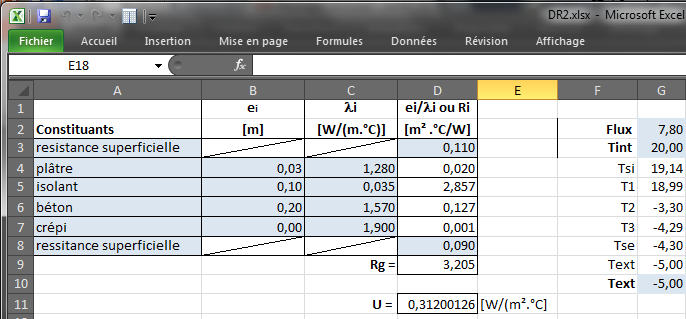 DR2.xlsx - Microsoft Excel
Fichier Accueil Insertion Mise en page Formules Données Révision Affichage
E18 fx
A B C D E F G
1 ei λi ei/λi ou Ri
2 Constituants [m] [W/(m.°C)] [m² .°C/W] Flux 7,80
3 resistance superficielle 0,110 Tint 20,00
4 plâtre 0,03 1,280 0,020 Tsi 19,14
5 isolant 0,10 0,035 2,857 T1 18,99
6 béton 0,20 1,570 0,127 T2 -3,30
7 crépi 0,00 1,900 0,001 T3 -4,29
8 ressitance superficielle 0,090 Tse -4,30
9 Rg = 3,205 Text -5,00
10 Text -5,00
11 U = 0,31200126 [W/(m².°C]